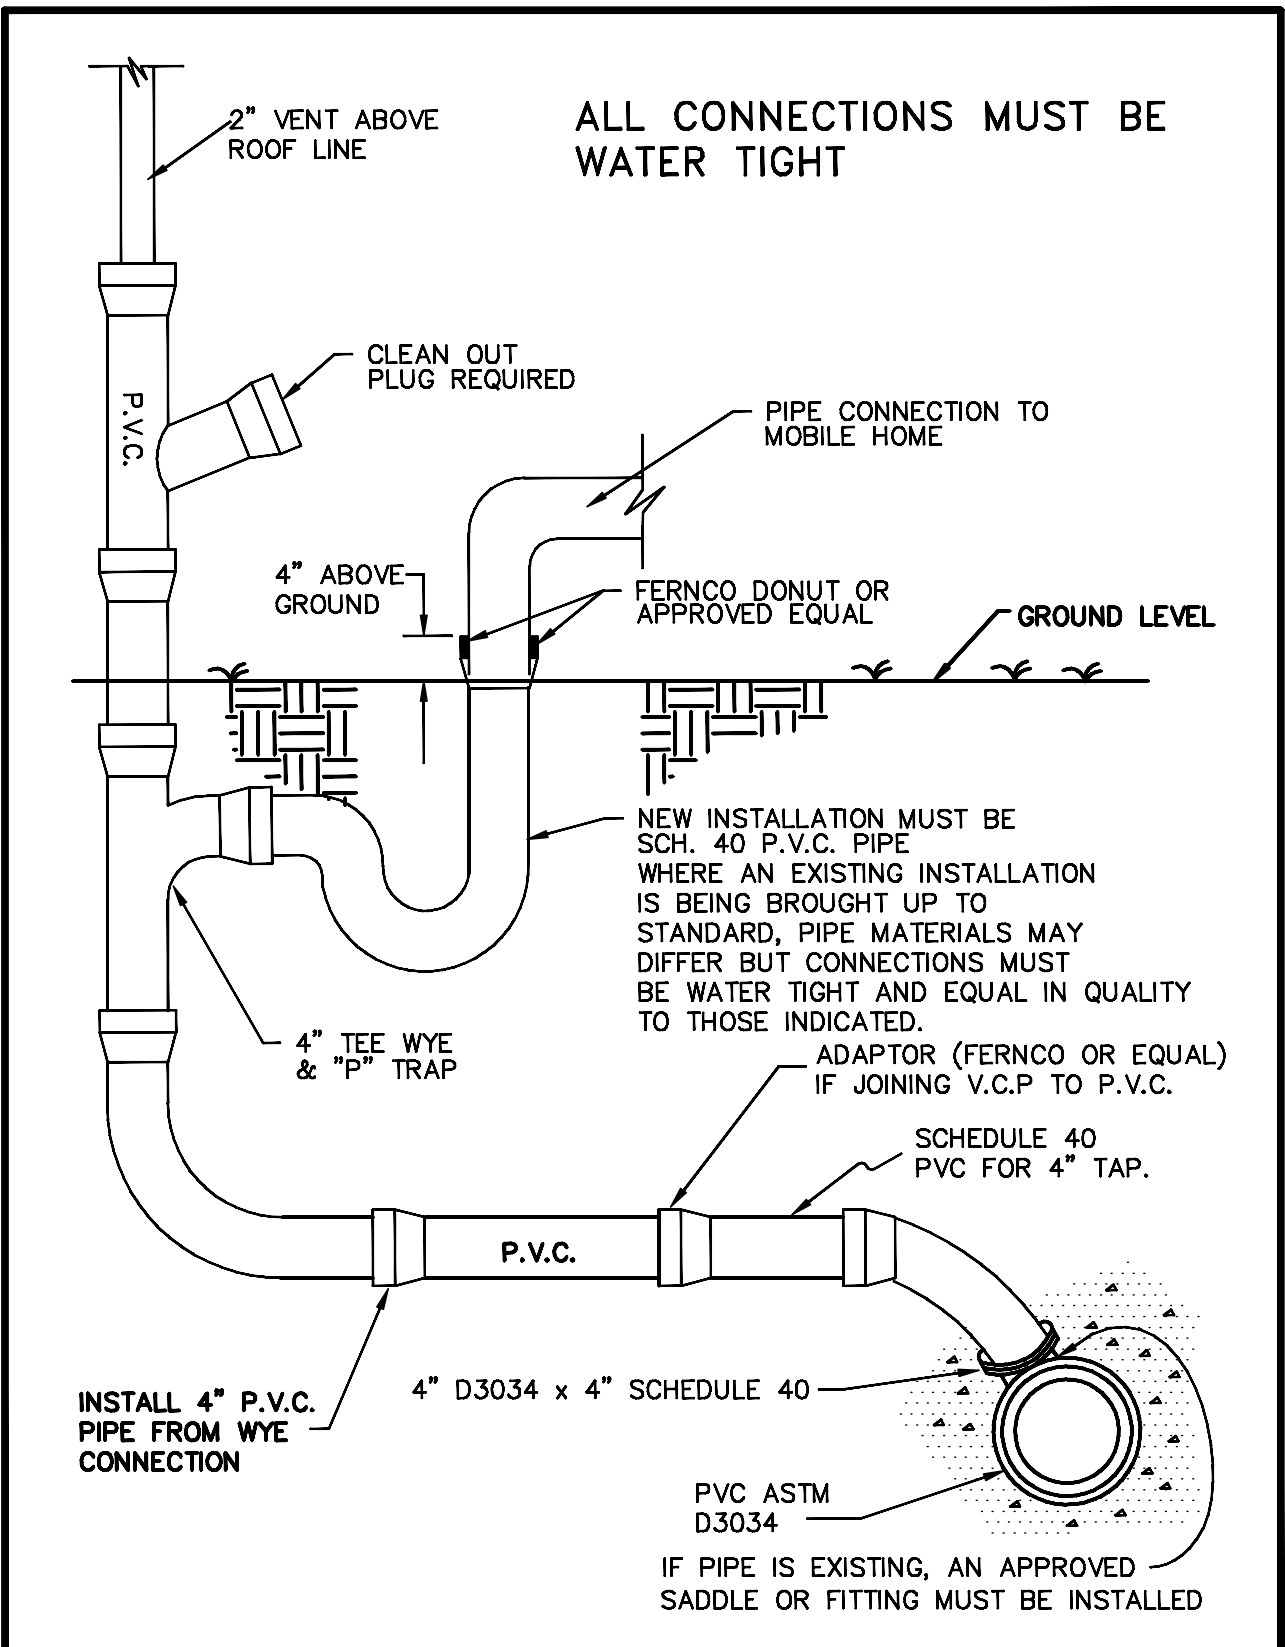 2" VENT ABOVE
ROOF LINE
ALL CONNECTIONS MUST BE
WATER TIGHT
CLEAN OUT
PLUG REQUIRED
P.V.C.
PIPE CONNECTION TO
MOBILE HOME
4" ABOVE
GROUND
FERNCO DONUT OR
APPROVED EQUAL
GROUND LEVEL
NEW INSTALLATION MUST BE
SCH. 40 P.V.C. PIPE
WHERE AN EXISTING INSTALLATION
IS BEING BROUGHT UP TO
STANDARD, PIPE MATERIALS MAY
DIFFER BUT CONNECTIONS MUST
BE WATER TIGHT AND EQUAL IN QUALITY
TO THOSE INDICATED.
4" TEE WYE
& "P" TRAP
ADAPTOR (FERNCO OR EQUAL)
IF JOINING V.C.P TO P.V.C.
SCHEDULE 40
PVC FOR 4" TAP.
P.V.C.
INSTALL 4" P.V.C.
PIPE FROM WYE
CONNECTION
4" D3034 x 4" SCHEDULE 40
PVC ASTM
D3034
IF PIPE IS EXISTING, AN APPROVED
SADDLE OR FITTING MUST BE INSTALLED